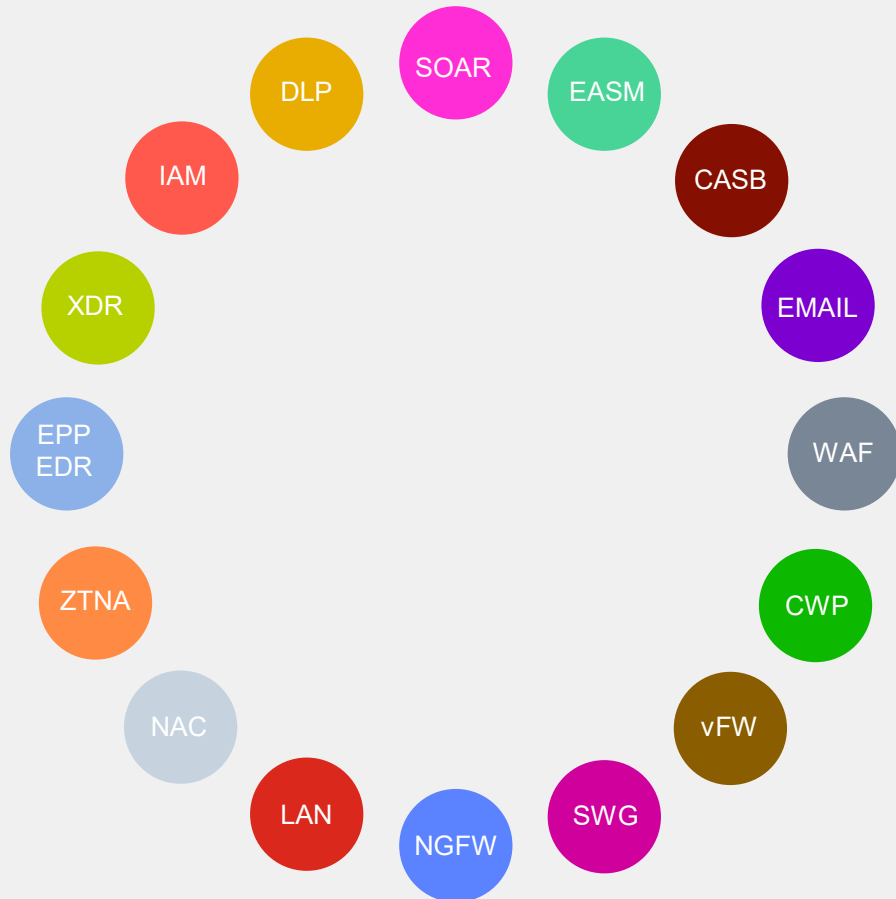 SOAR
DLP
EASM
IAM
CASB
XDR
EMAIL
EPP
EDR
WAF
ZTNA
CWP
NAC
vFW
LAN
SWG
NGFW